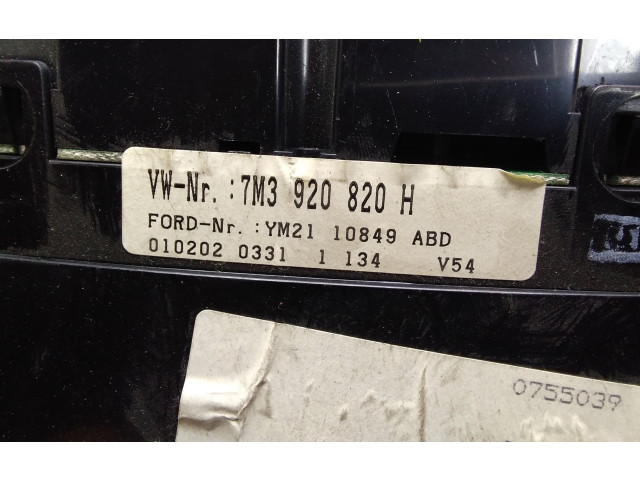 VW-Nr. :7M3 920 820 H
FORD-Nr. :YM21 10849 ABD
010202 0331 1 134 V54
0755039